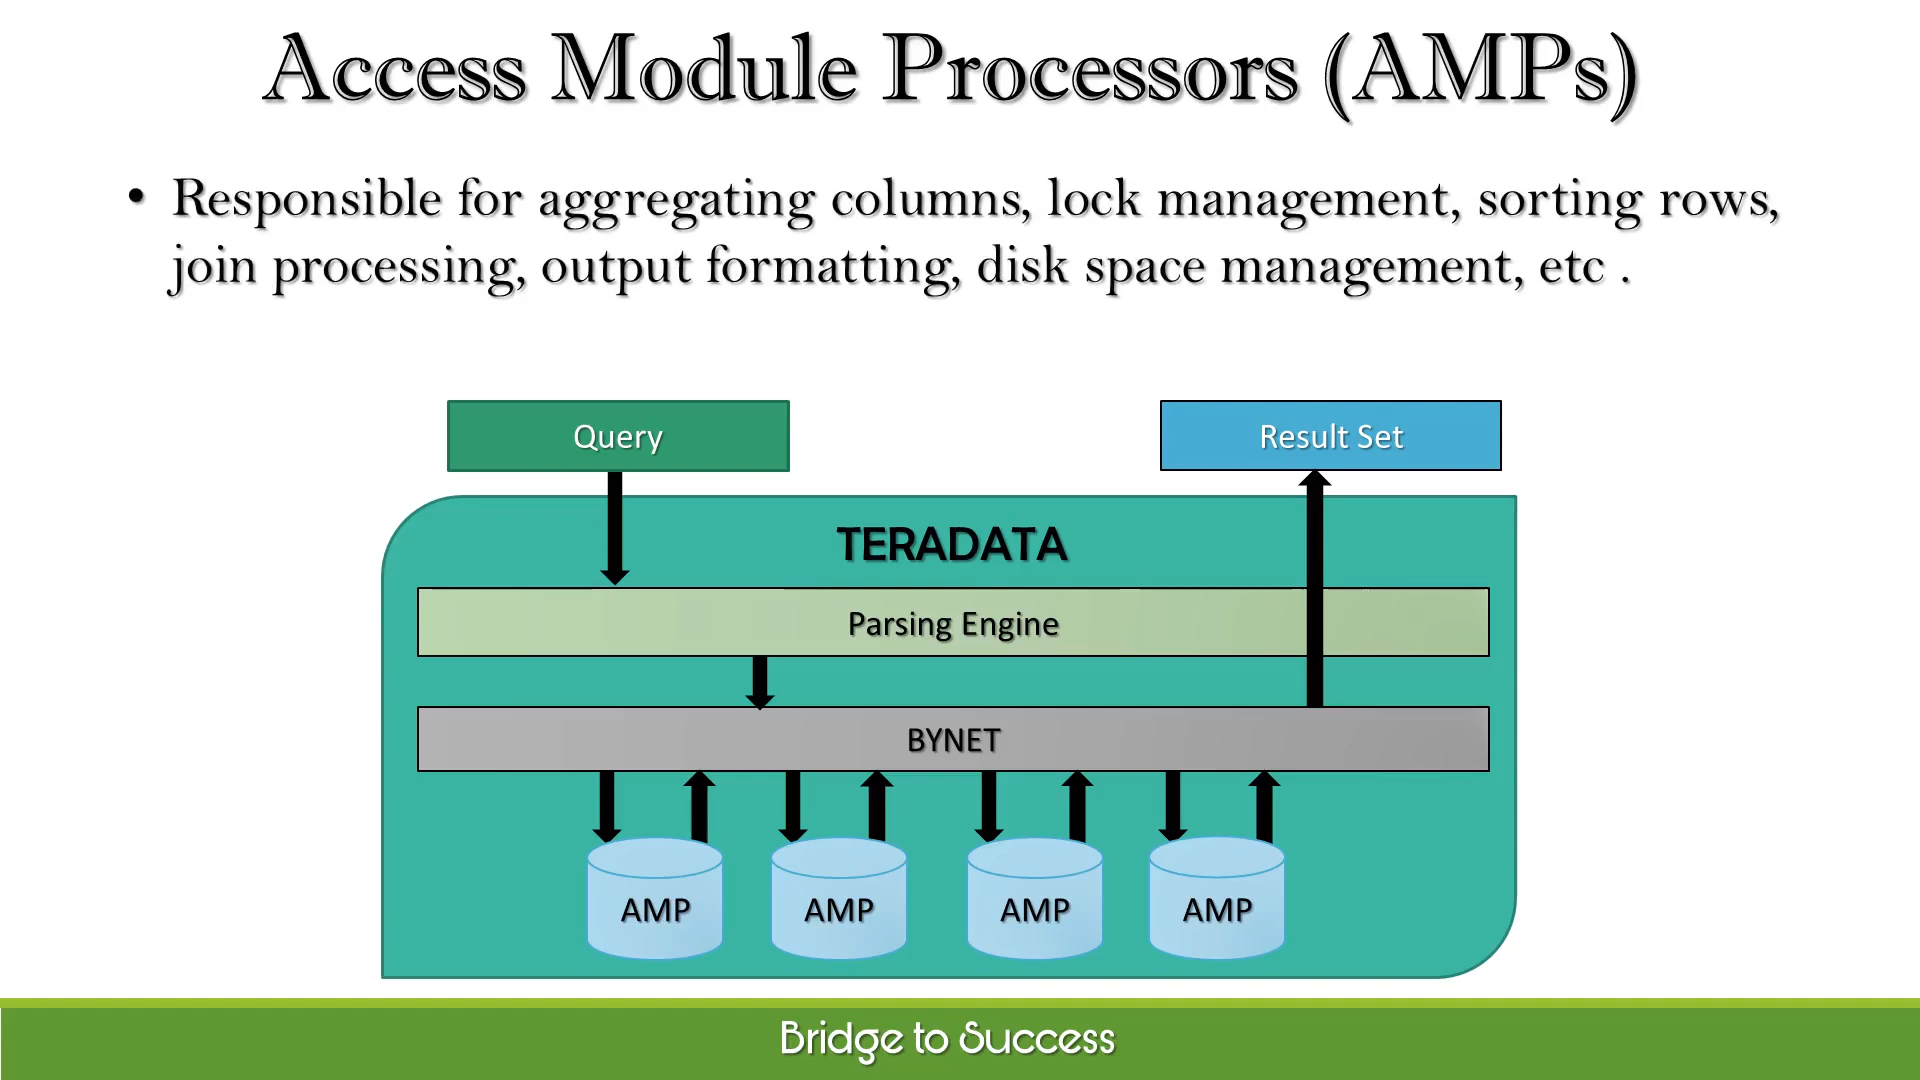 Access Module Processors (AMPs)
• Responsible for aggregating columns, lock management, sorting rows,
join processing, output formatting, disk space management, etc .
Query
Result Set
TERADATA
Parsing Engine
BYNET
AMP
AMP
AMP
AMP
Bridge to Success